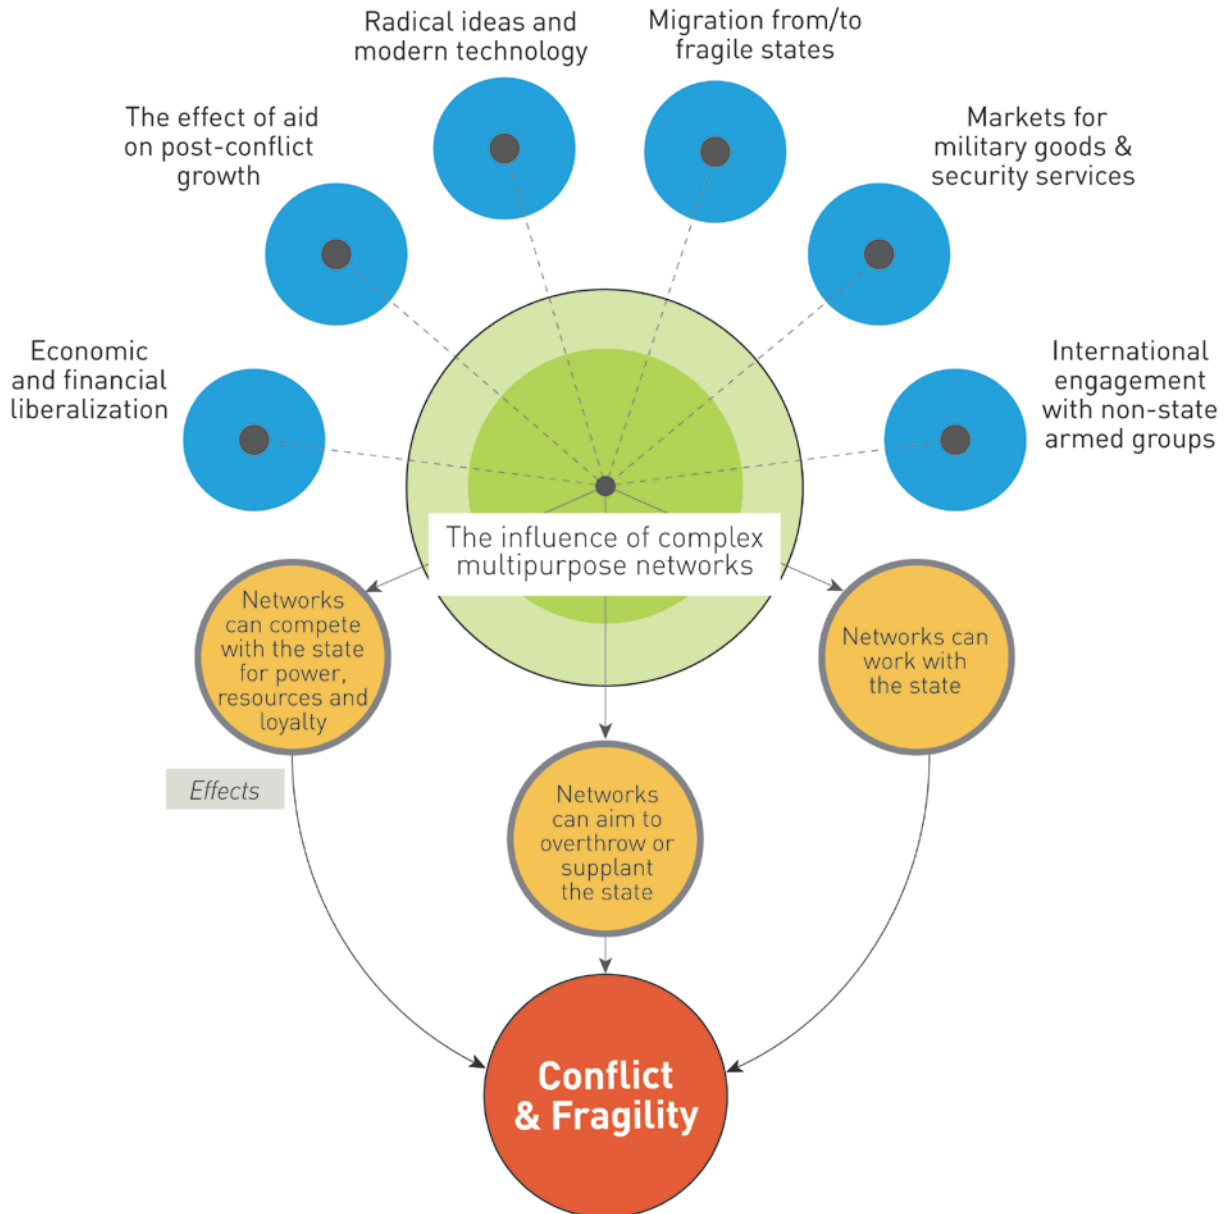 Radical ideas and
modern technology
Migration from/to
fragile states
The effect of aid
on post-conflict
growth
Markets for
military goods &
security services
Economic
and financial
liberalization
International
engagement
with non-state
armed groups
The influence of complex
multipurpose networks
Networks
can compete
with the state
for power,
resources and
loyalty
Networks can
work with
the state
Effects
Networks
can aim to
overthrow or
supplant
the state
Conflict
& Fragility